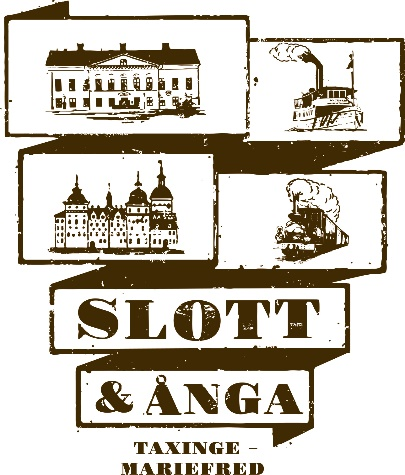 SLOTT
& ÅNGA
TAXINGE –
MARIEFRED